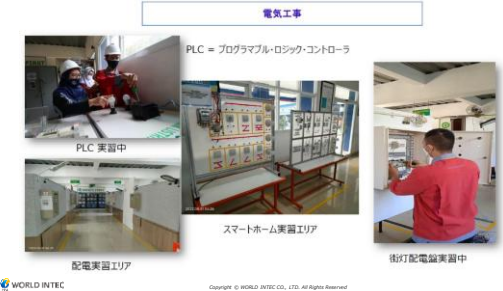 電気工事
PLC = プログラマブル・ロジック・コントローラ
PLC 実習中
スマートホーム実習エリア
配電実習エリア
街灯配電盤実習中
WORLD INTEC
Copyright © WORLD INTEC CO., LTD. All Rights Reserved